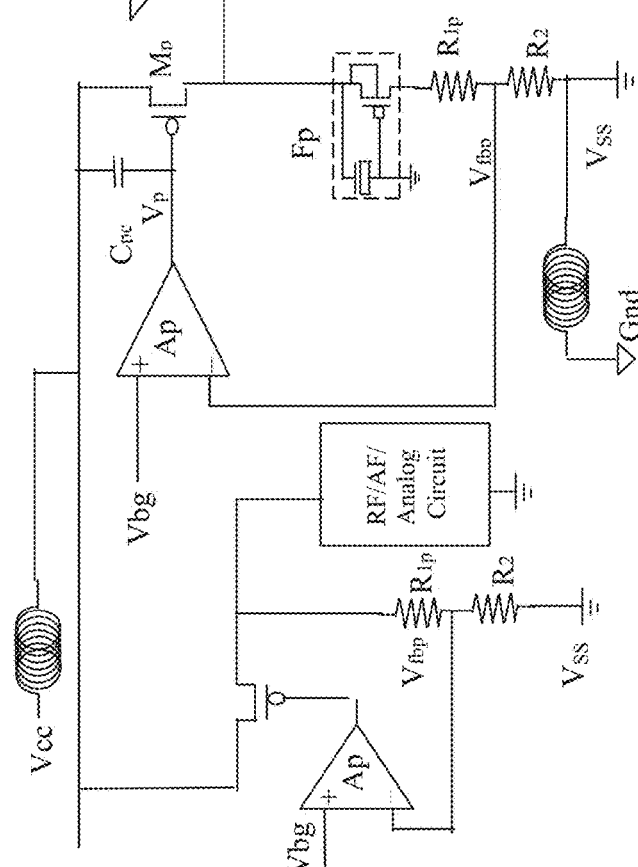 Mp
R1p
R2
Fp
Vss
Vfbp
Cpc
Vp
+
Ap
-
Gnd
Vbg
RF/AF/
Analog
Circuit
R1p
R2
Vfbp
Vss
Vcc
+
Ap
-
Vbg